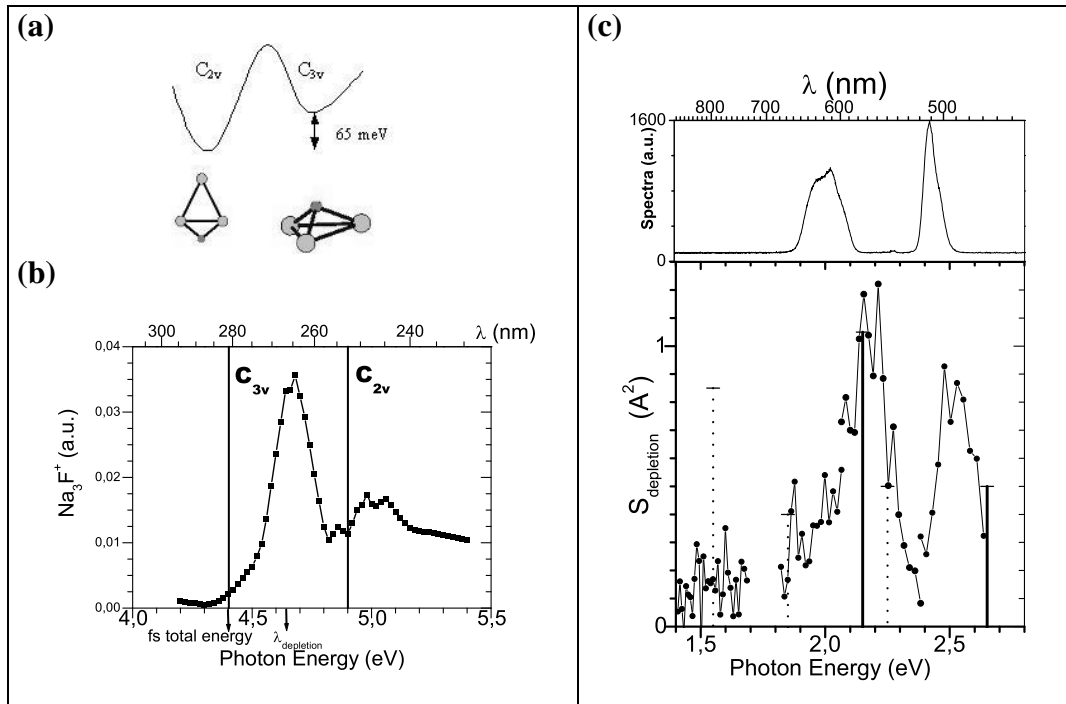 (a)
C2v
C3v
65 meV
(b)
300 280 260 240 λ (nm)
0,04
0,03
0,02
0,01
0,00
Na3F+ (a.u.)
C3v
C2v
4,0 4,5 5,0 5,5
fs total energy
λdepletion
Photon Energy (eV)
(c)
λ (nm)
800 700 600 500
1600
0
Spectra (a.u.)
1
0
Sdepletion (A2)
1,5 2,0 2,5
Photon Energy (eV)